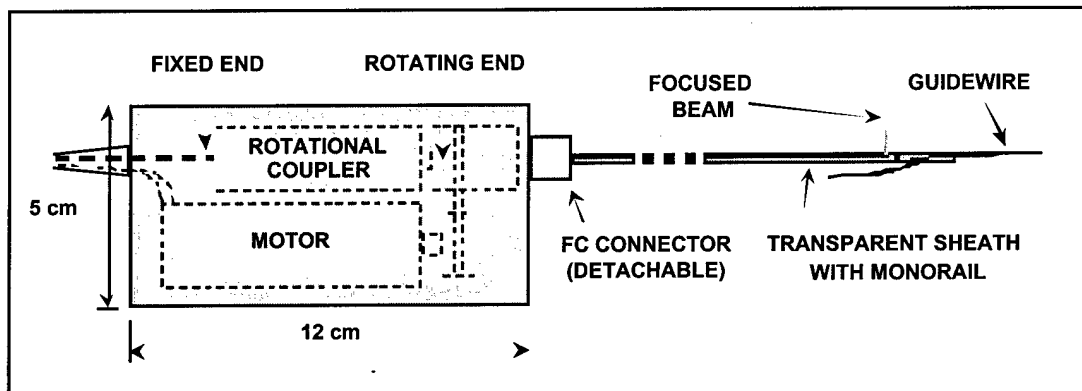 FIXED END
ROTATING END
FOCUSED
BEAM
GUIDEWIRE
ROTATIONAL
COUPLER
5 cm
MOTOR
FC CONNECTOR
(DETACHABLE)
TRANSPARENT SHEATH
WITH MONORAIL
12 cm